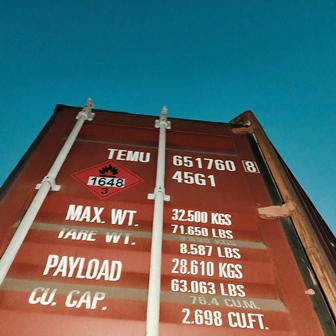 TEMU 651760 8
45G1
1648
3
MAX. WT. 32.500 KGS
71.650 LBS
TARE WT.
8.587 LBS
PAYLOAD 28.610 KGS
63.063 LBS
CU. CAP. 76.4 CU.M.
2.698 CU.FT.